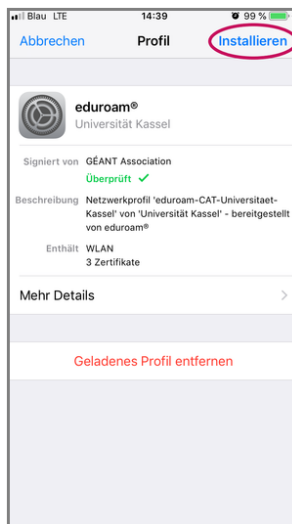 Blau LTE 14:39 99 %
Abbrechen Profil Installieren
eduroam®
Universität Kassel
Signiert von GÉANT Association
Überprüft ✓
Beschreibung Netzwerkprofil 'eduroam-CAT-Universitaet-
Kassel' von 'Universität Kassel' - bereitgestellt
von eduroam®
Enthält WLAN
3 Zertifikate
Mehr Details
Geladenes Profil entfernen